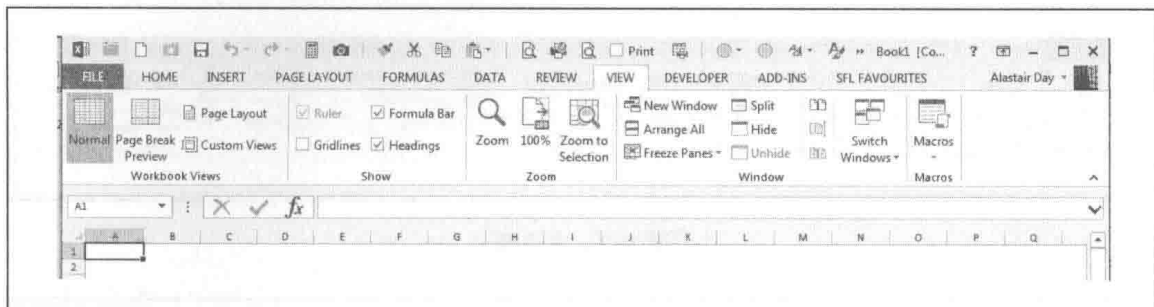 Print Book1 [Co... ?
FILE HOME INSERT PAGE LAYOUT FORMULAS DATA REVIEW VIEW DEVELOPER ADD-INS SFL FAVOURITES Alastair Day
Normal Page Break Preview Page Layout Custom Views
Workbook Views
Ruler Formula Bar
Gridlines Headings
Show
Zoom 100% Zoom to Selection
Zoom
New Window Split
Arrange All Hide
Freeze Panes Unhide
Switch Windows
Window
Macros
Macros
A1 fx
A B C D E F G H I J K L M N O P Q
1
2